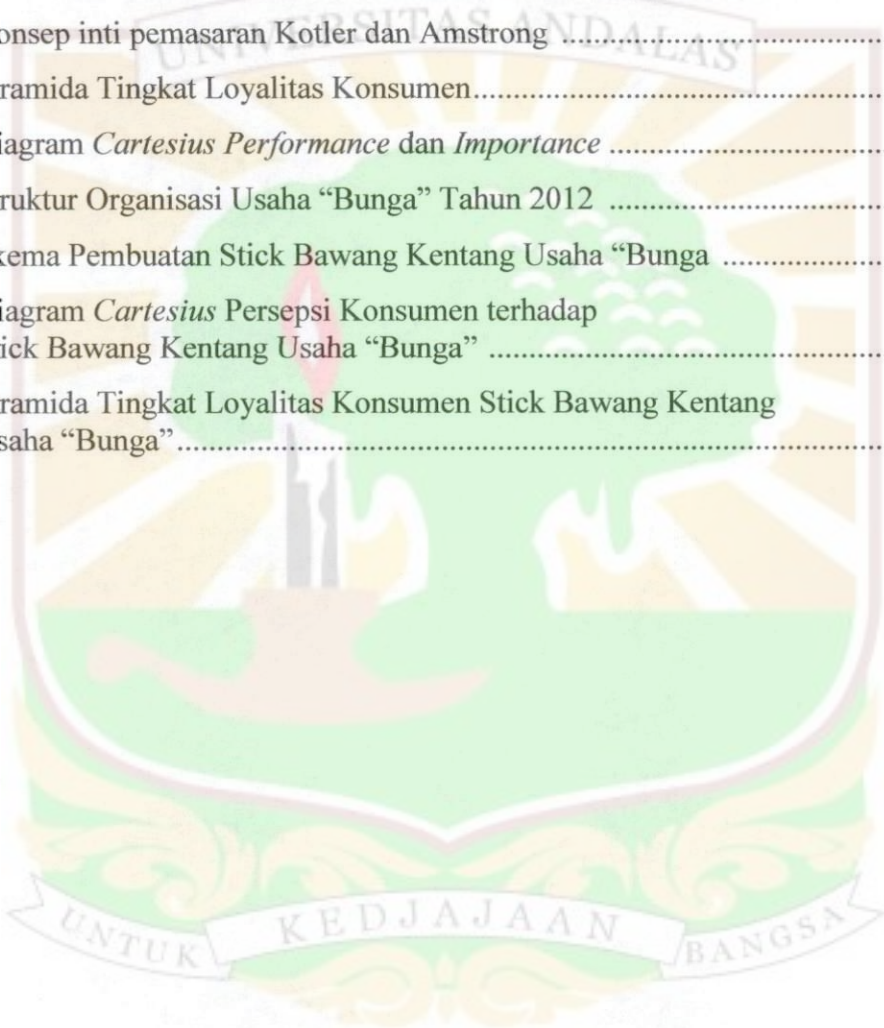 UNIVERSITAS ANDALAS
onsep inti pemasaran Kotler dan Amstrong ....................................
ramida Tingkat Loyalitas Konsumen..............................................
iagram Cartesius Performance dan Importance ..............................
ruktur Organisasi Usaha “Bunga” Tahun 2012 ..............................
kema Pembuatan Stick Bawang Kentang Usaha “Bunga ..................
iagram Cartesius Persepsi Konsumen terhadap
ick Bawang Kentang Usaha “Bunga” ............................................
ramida Tingkat Loyalitas Konsumen Stick Bawang Kentang
saha “Bunga”................................................................................
UNTUK KEDJAJAAN BANGSA